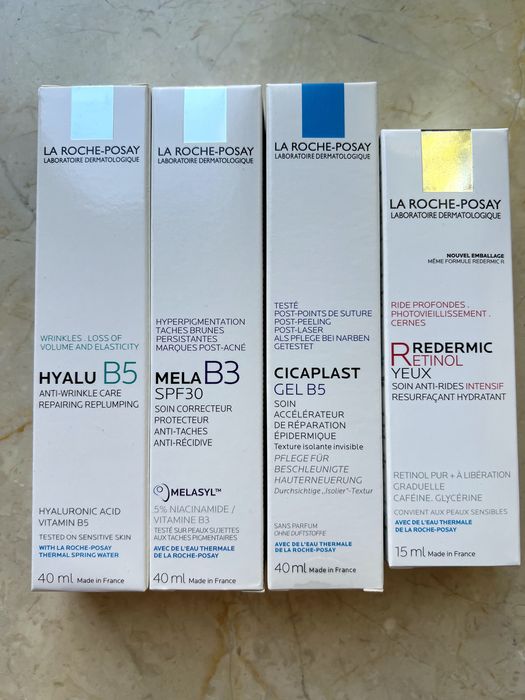 LA ROCHE-POSAY
LABORATOIRE DERMATOLOGIQUE
WRINKLES . LOSS OF
VOLUME AND ELASTICITY
HYALU B5
ANTI-WRINKLE CARE
REPAIRING REPLUMPING
HYALURONIC ACID
VITAMIN B5
TESTED ON SENSITIVE SKIN
WITH LA ROCHE-POSAY
THERMAL SPRING WATER
40 ml Made in France
LA ROCHE-POSAY
LABORATOIRE DERMATOLOGIQUE
HYPERPIGMENTATION
TACHES BRUNES
PERSISTANTES
MARQUES POST-ACNÉ
MELA B3
SPF30
SOIN CORRECTEUR
PROTECTEUR
ANTI-TACHES
ANTI-RÉCIDIVE
MELASYL™
5% NIACINAMIDE /
VITAMINE B3
TESTÉ SUR PEAUX SUJETTES
AUX TACHES PIGMENTAIRES
AVEC DE L'EAU THERMALE
DE LA ROCHE-POSAY
40 ml Made in France
LA ROCHE-POSAY
LABORATOIRE DERMATOLOGIQUE
TESTÉ
POST-POINTS DE SUTURE
POST-PEELING
POST-LASER
ALS PFLEGE BEI NARBEN
GETESTET
CICAPLAST
GEL B5
SOIN
ACCÉLÉRATEUR
DE RÉPARATION
ÉPIDERMIQUE
Texture isolante invisible
PFLEGE FÜR
BESCHLEUNIGTE
HAUTERNEUERUNG
Durchsichtige „Isolier"-Textur
SANS PARFUM
OHNE DUFTSTOFFE
AVEC DE L'EAU THERMALE
DE LA ROCHE-POSAY
40 ml Made in France
LA ROCHE-POSAY
LABORATOIRE DERMATOLOGIQUE
NOUVEL EMBALLAGE
MÊME FORMULE REDERMIC R
RIDE PROFONDES .
PHOTOVIEILLISSEMENT .
CERNES
REDERMIC
RETINOL
YEUX
SOIN ANTI-RIDES INTENSIF
RESURFAÇANT HYDRATANT
RETINOL PUR + À LIBÉRATION
GRADUELLE
CAFÉINE, GLYCÉRINE
CONVIENT AUX PEAUX SENSIBLES
AVEC DE L'EAU THERMALE
DE LA ROCHE-POSAY
15 ml Made in France